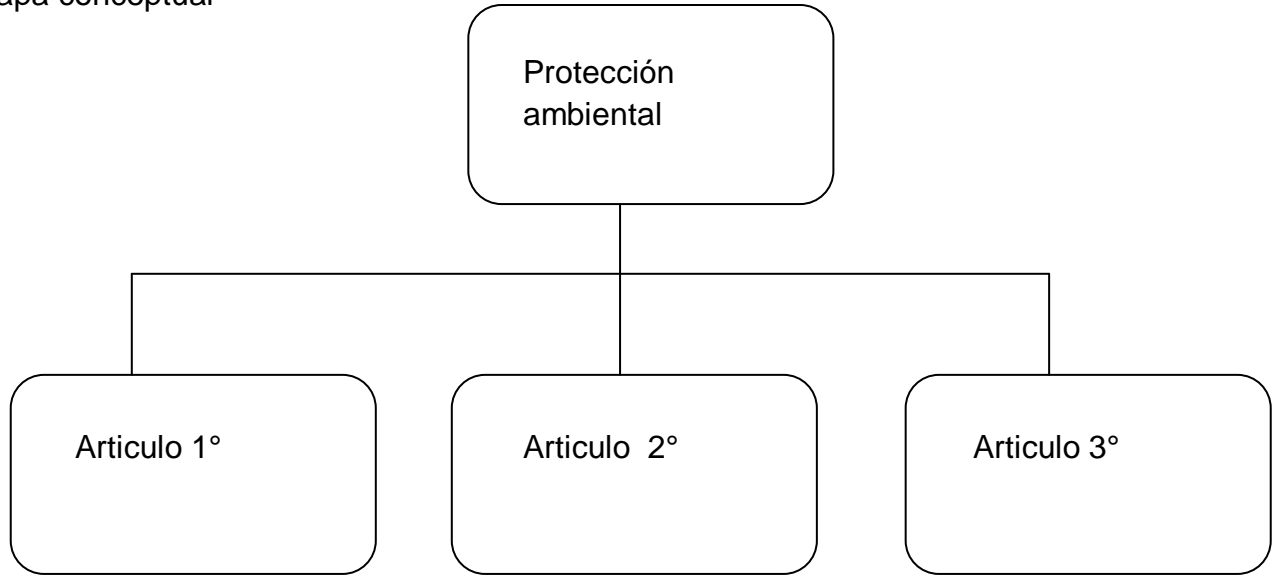 apa conceptual
Protección
ambiental
Articulo 1°
Articulo 2°
Articulo 3°